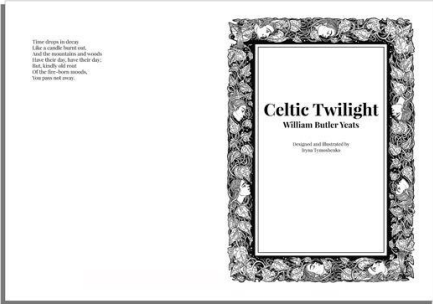 Time drops in decay
Like a candle burnt out,
And the mountains and woods
Have their day, have their day;
But, kindly old rout
Of the fire-born moods,
You pass not away.
Celtic Twilight
William Butler Yeats
Designed and illustrated by
Iryna Tymoshenko